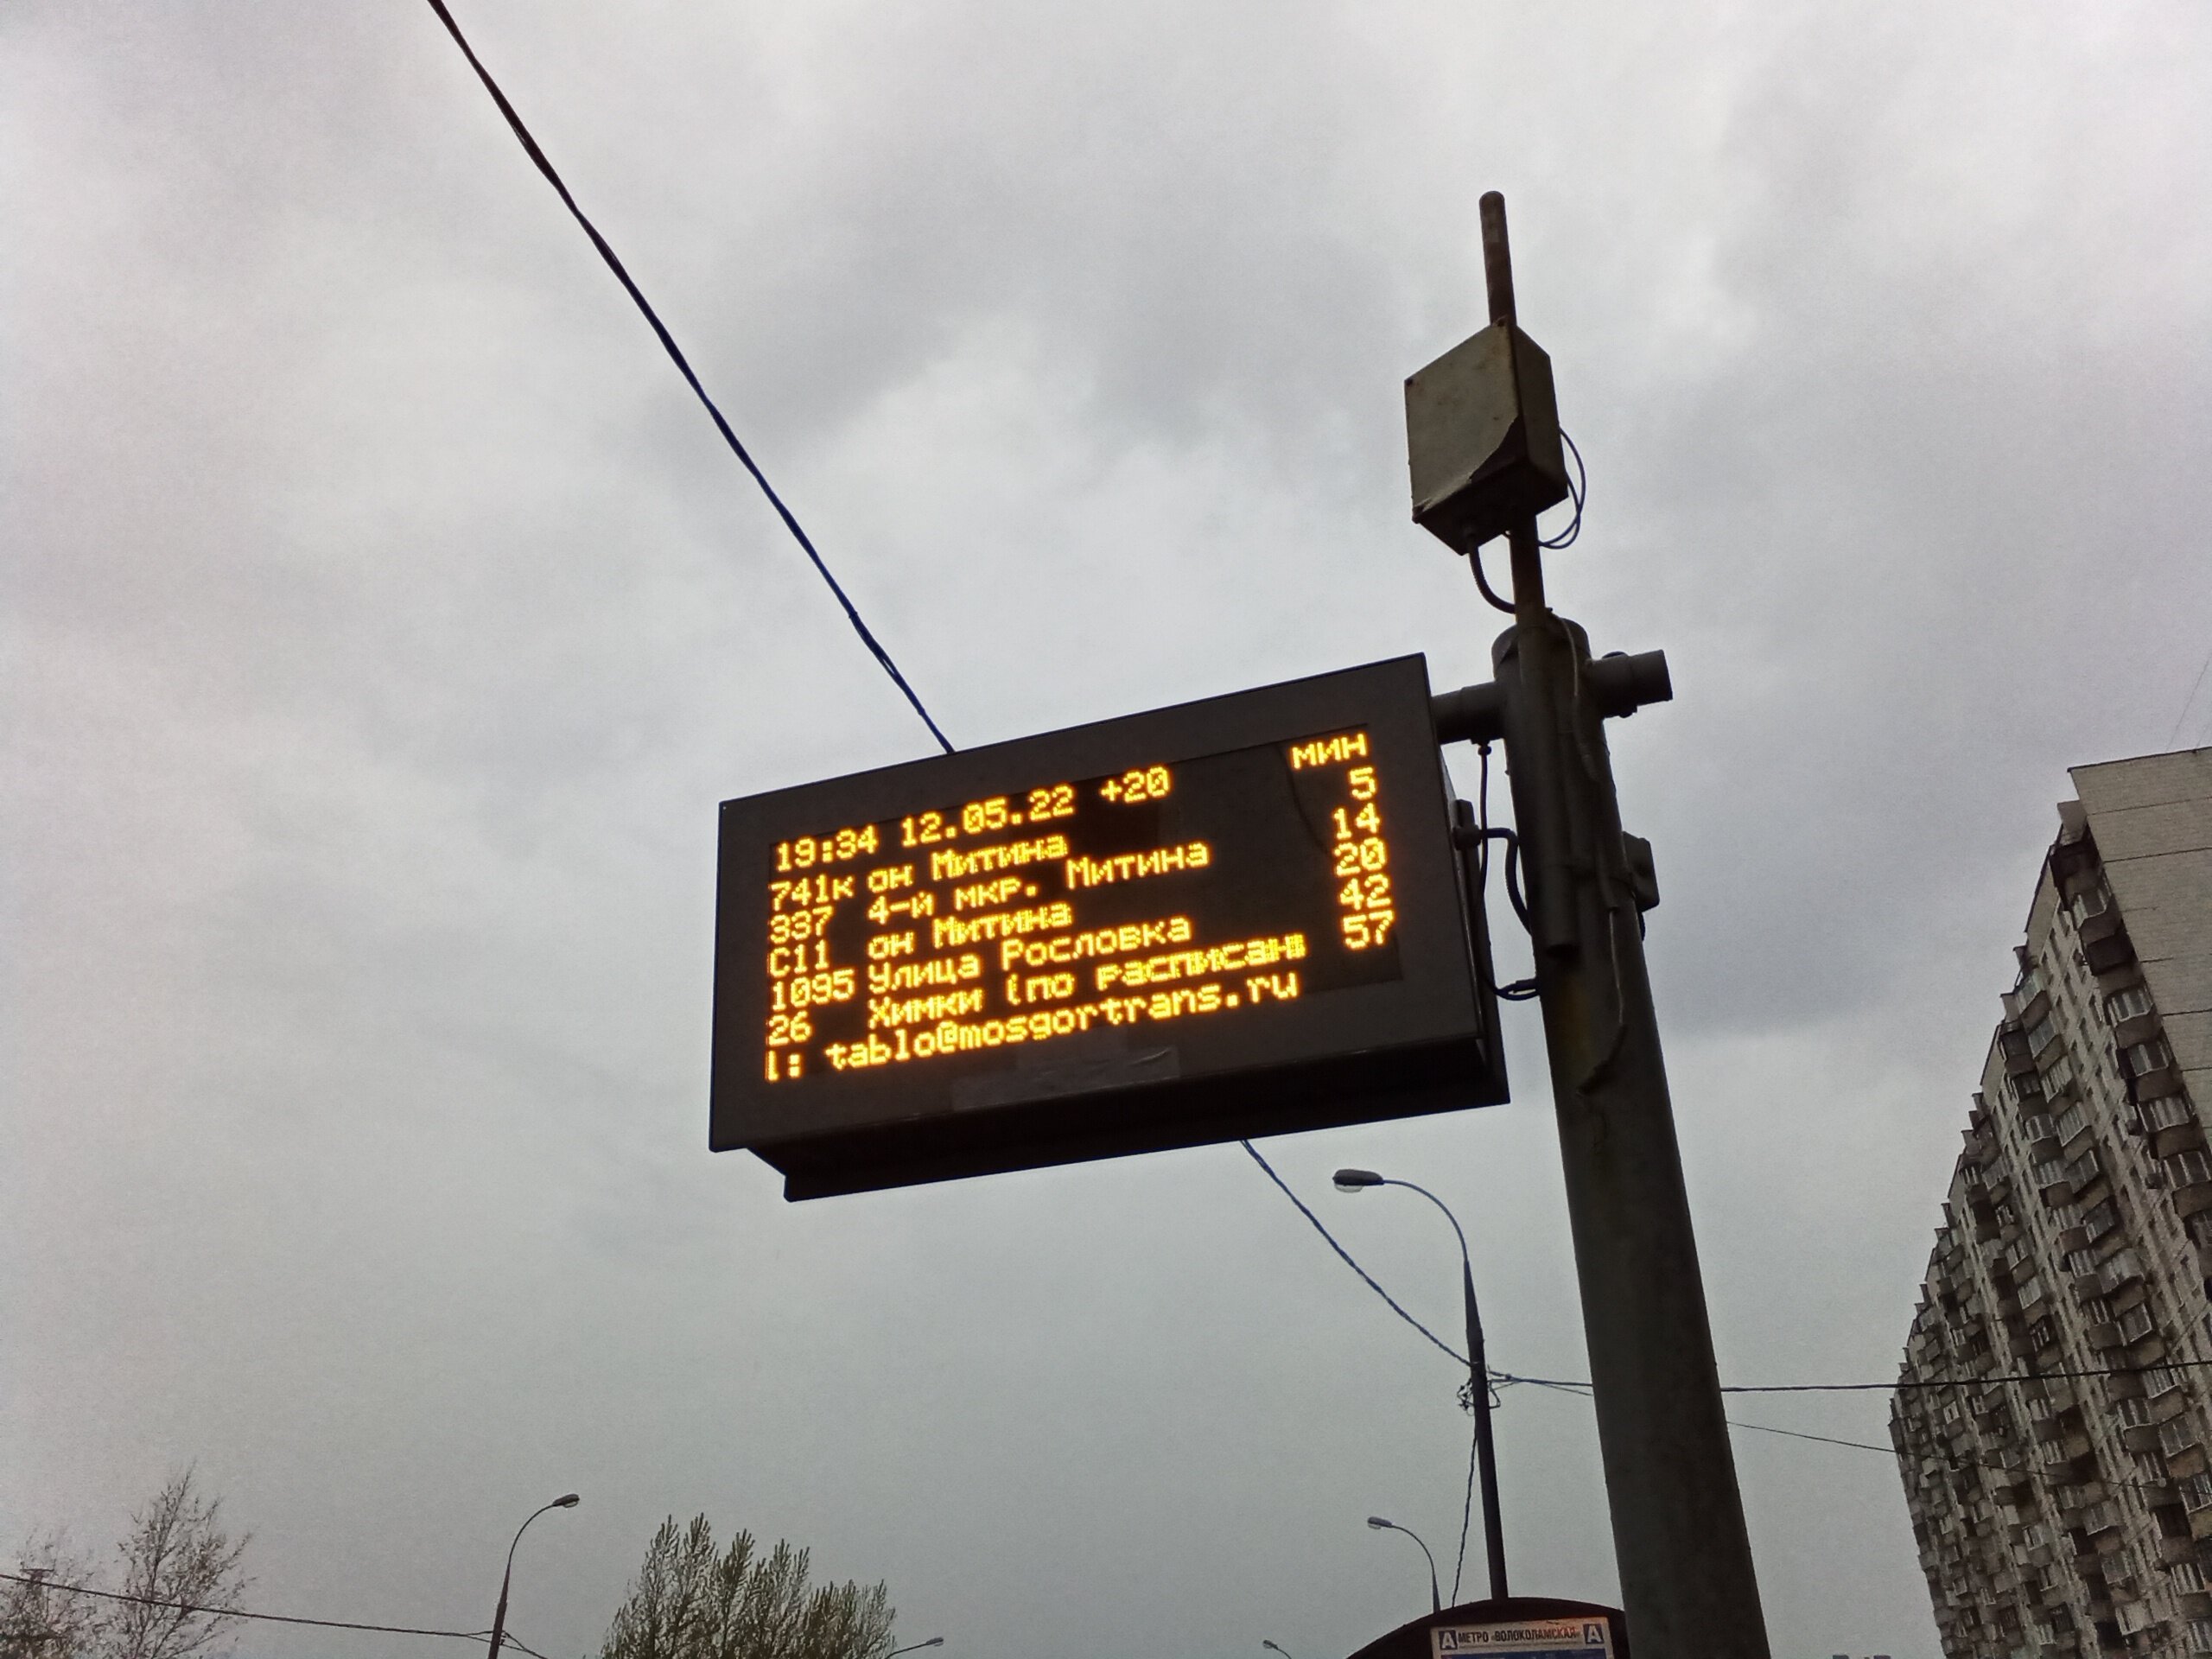 19:34 12.05.22 +20 мин
741к он Митина 5
337 4-й мкр. Митина 14
С11 он Митина 20
1095 Улица Рословка 42
26 Химки (по расписан 57
l: tablo@mosgortrans.ru
А МЕТРО «ВОЛОКОЛАМСКАЯ» А